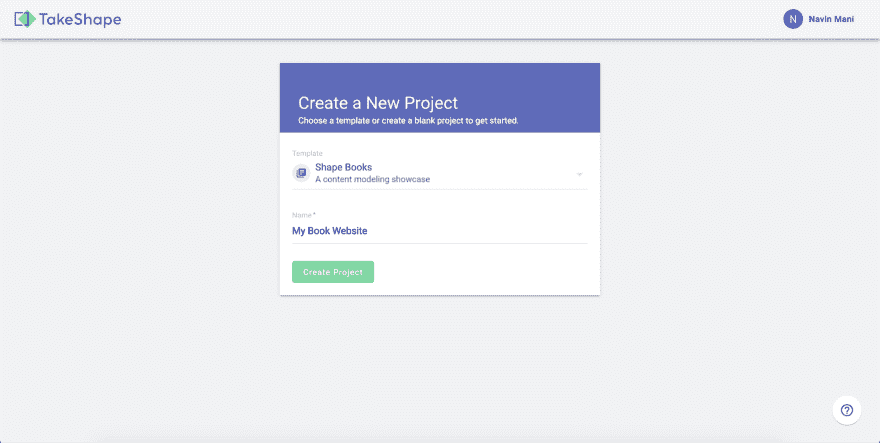 TakeShape
N Navin Mani
Create a New Project
Choose a template or create a blank project to get started.
Template
Shape Books
A content modeling showcase
Name*
My Book Website
Create Project
?